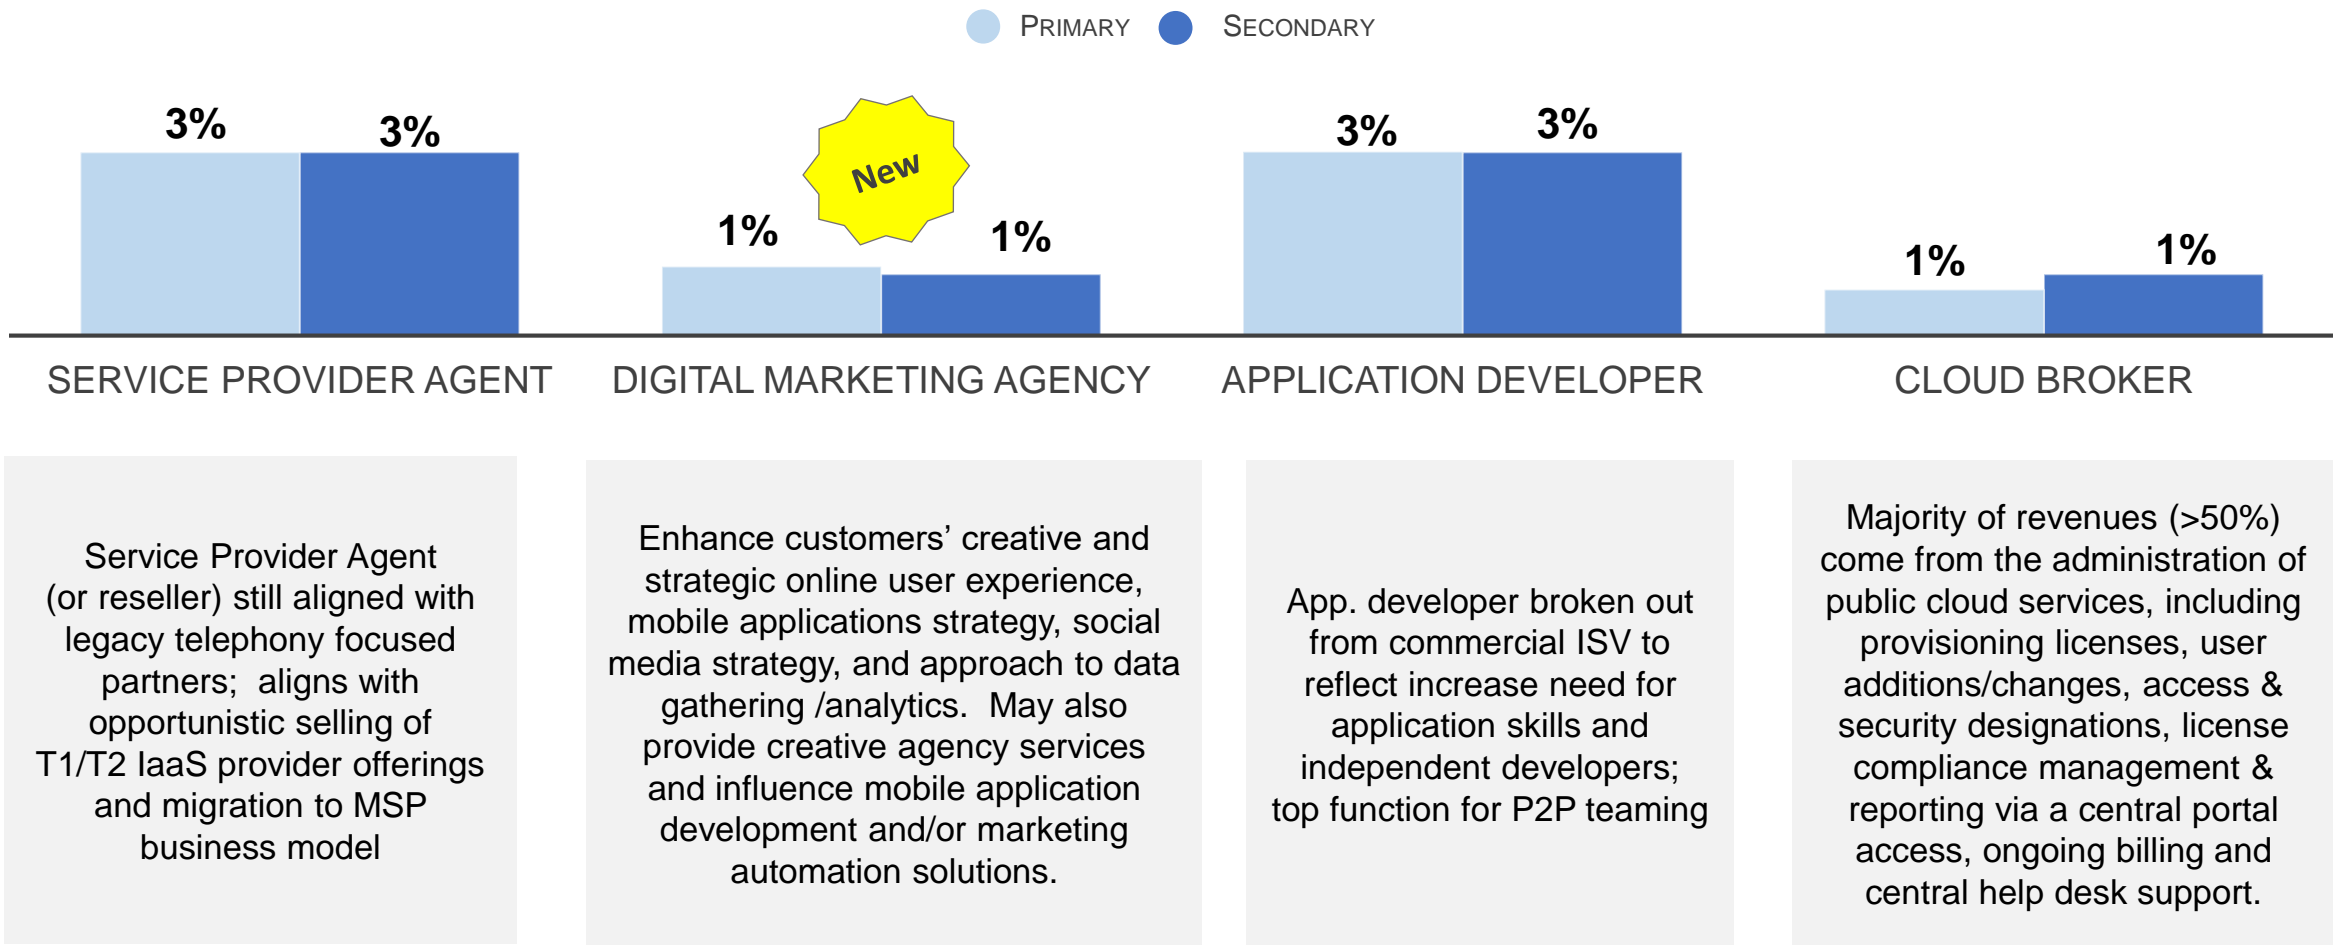 PRIMARY SECONDARY
3% 3% New 1% 1% 3% 3% 1% 1%
SERVICE PROVIDER AGENT
DIGITAL MARKETING AGENCY
APPLICATION DEVELOPER
CLOUD BROKER
Service Provider Agent
(or reseller) still aligned with
legacy telephony focused
partners;  aligns with
opportunistic selling of
T1/T2 IaaS provider offerings
and migration to MSP
business model
Enhance customers’ creative and
strategic online user experience,
mobile applications strategy, social
media strategy, and approach to data
gathering /analytics.  May also
provide creative agency services
and influence mobile application
development and/or marketing
automation solutions.
App. developer broken out
from commercial ISV to
reflect increase need for
application skills and
independent developers;
top function for P2P teaming
Majority of revenues (>50%)
come from the administration of
public cloud services, including
provisioning licenses, user
additions/changes, access &
security designations, license
compliance management &
reporting via a central portal
access, ongoing billing and
central help desk support.